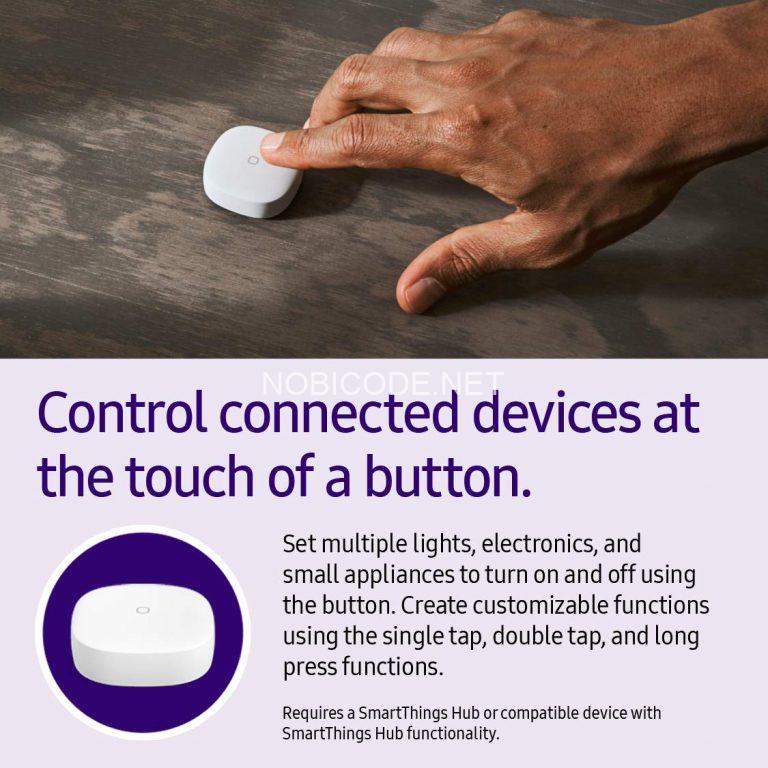 NOBICODE.NET
Control connected devices at
the touch of a button.
Set multiple lights, electronics, and
small appliances to turn on and off using
the button. Create customizable functions
using the single tap, double tap, and long
press functions.
Requires a SmartThings Hub or compatible device with
SmartThings Hub functionality.